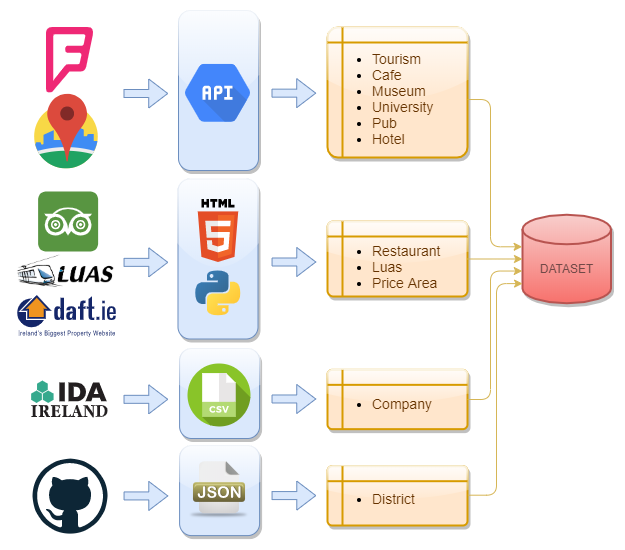 API
Tourism
Cafe
Museum
University
Pub
Hotel
HTML
5
LUAS
daft.ie
Ireland's Biggest Property Website
Restaurant
Luas
Price Area
DATASET
IDA
IRELAND
CSV
Company
JSON
District